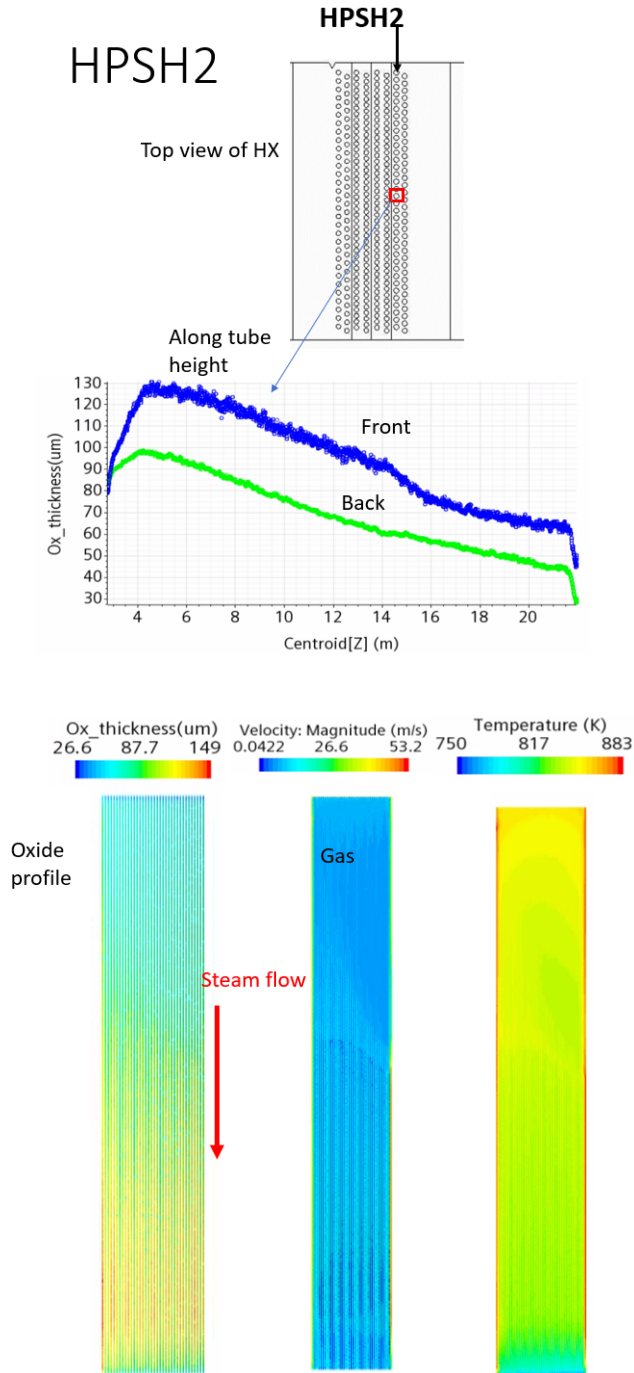 HPSH2
HPSH2
Top view of HX
Along tube
height
130
120
110
100
90
80
70
60
50
40
30
Ox_thickness(um)
Front
Back
4 6 8 10 12 14 16 18 20
Centroid[Z] (m)
Ox_thickness(um)
26.6 87.7 149
Velocity: Magnitude (m/s)
0.0422 26.6 53.2
Temperature (K)
750 817 883
Oxide
profile
Gas
Steam flow